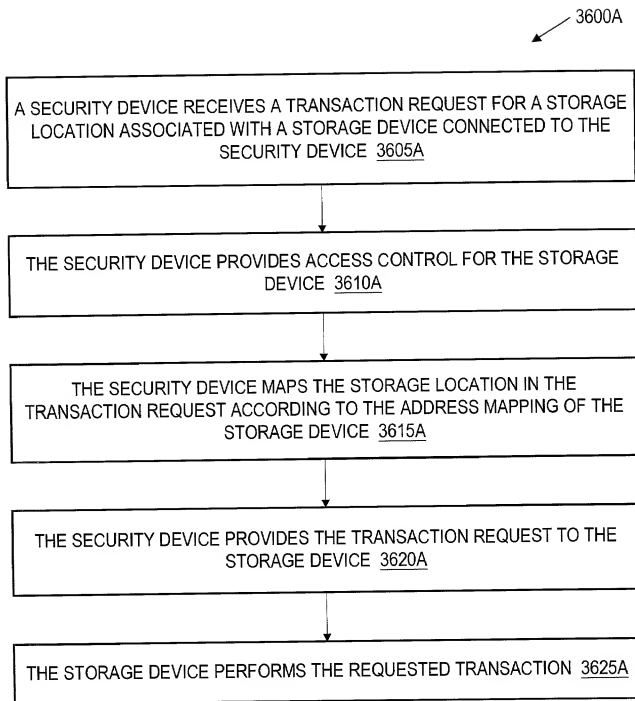 3600A
A SECURITY DEVICE RECEIVES A TRANSACTION REQUEST FOR A STORAGE
LOCATION ASSOCIATED WITH A STORAGE DEVICE CONNECTED TO THE
SECURITY DEVICE 3605A
THE SECURITY DEVICE PROVIDES ACCESS CONTROL FOR THE STORAGE
DEVICE 3610A
THE SECURITY DEVICE MAPS THE STORAGE LOCATION IN THE
TRANSACTION REQUEST ACCORDING TO THE ADDRESS MAPPING OF THE
STORAGE DEVICE 3615A
THE SECURITY DEVICE PROVIDES THE TRANSACTION REQUEST TO THE
STORAGE DEVICE 3620A
THE STORAGE DEVICE PERFORMS THE REQUESTED TRANSACTION 3625A